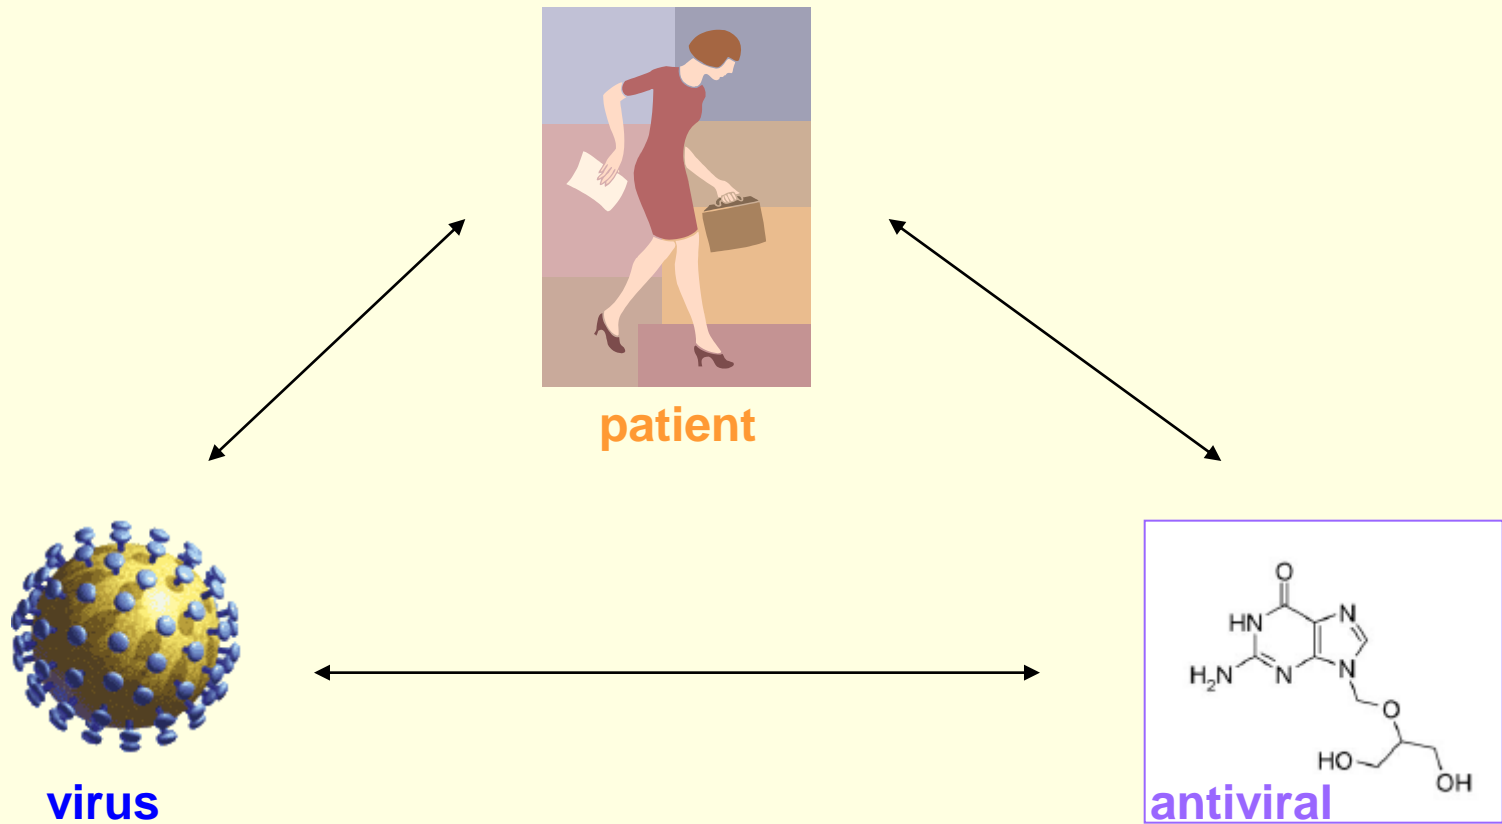 patient
virus
O
HN
N
H₂N
N
N
O
HO
OH
antiviral